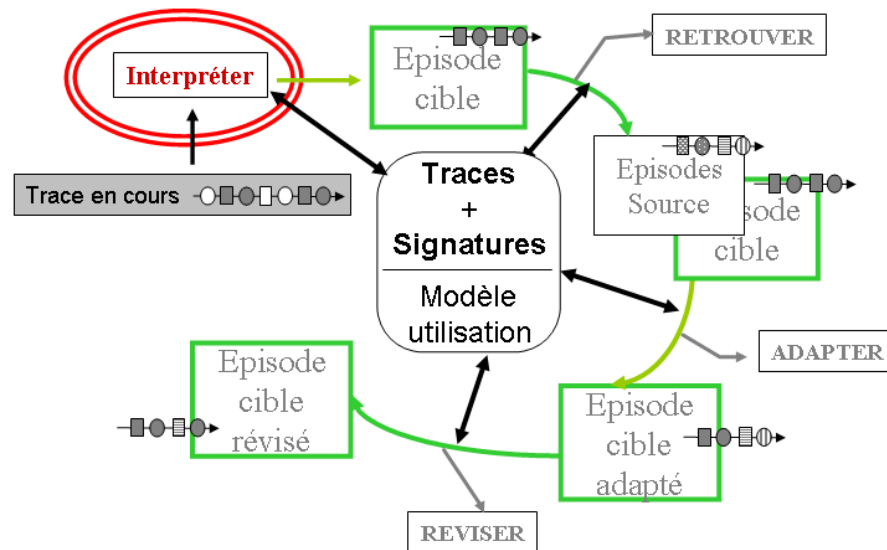 RETROUVER
Interpréter
Episode
cible
Trace en cours
Traces
+
Signatures
Modèle
utilisation
Episodes
Source
sode
cible
ADAPTER
Episode
cible
révisé
Episode
cible
adapté
REVISER